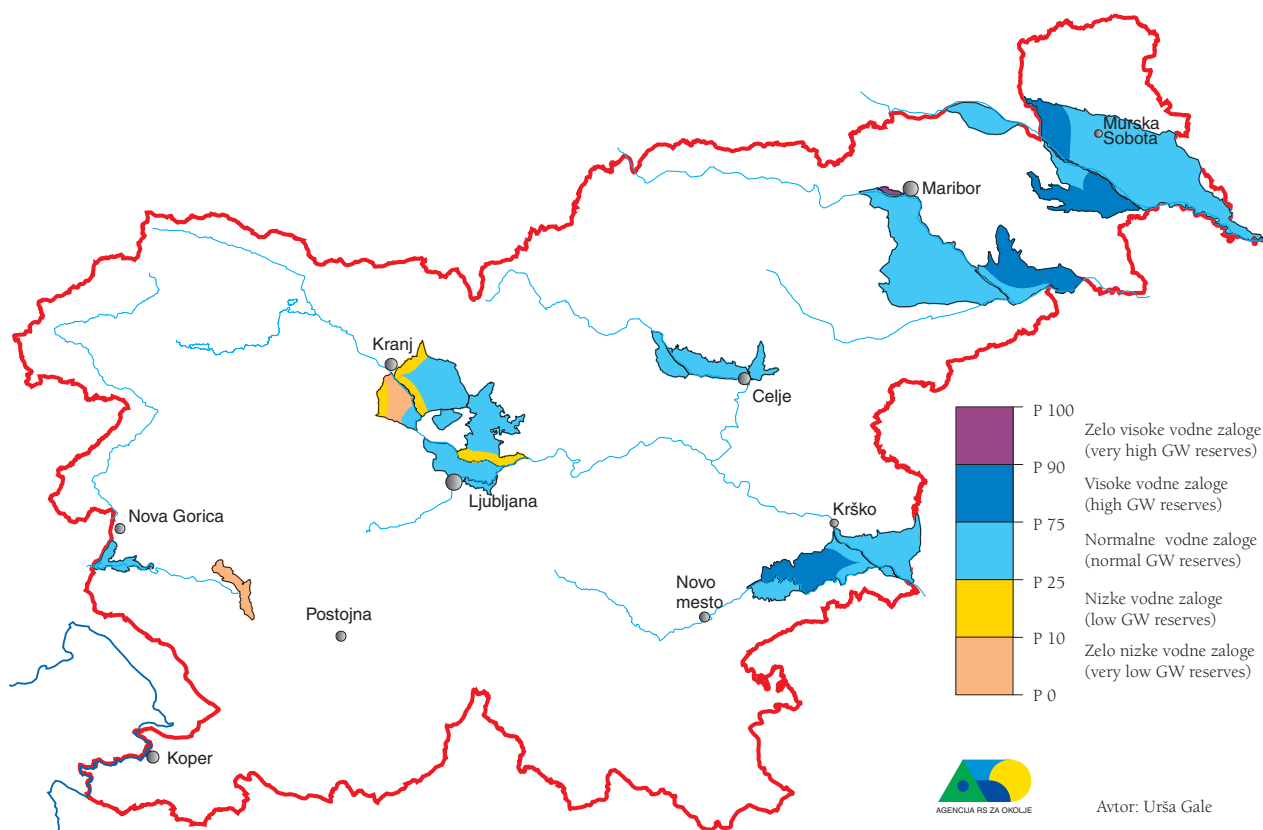 Murska
Sobota
Maribor
Kranj
Celje
Ljubljana
Nova Gorica
Krško
Novo
mesto
Postojna
Koper
P 100
Zelo visoke vodne zaloge
(very high GW reserves)
P 90
Visoke vodne zaloge
(high GW reserves)
P 75
Normalne vodne zaloge
(normal GW reserves)
P 25
Nizke vodne zaloge
(low GW reserves)
P 10
Zelo nizke vodne zaloge
(very low GW reserves)
P 0
AGENCIJA RS ZA OKOLJE
Avtor: Urša Gale